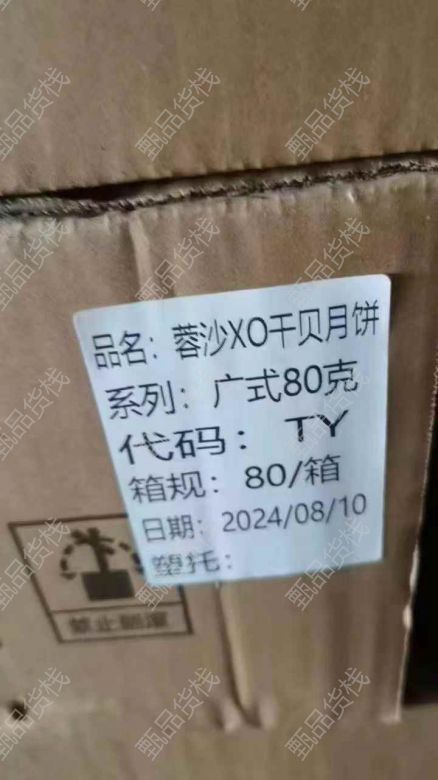 品名：蓉沙XO干贝月饼
系列：广式80克
代码：TY
箱规：80/箱
日期：2024/08/10
塑托：
禁止翻滚
甄品货栈